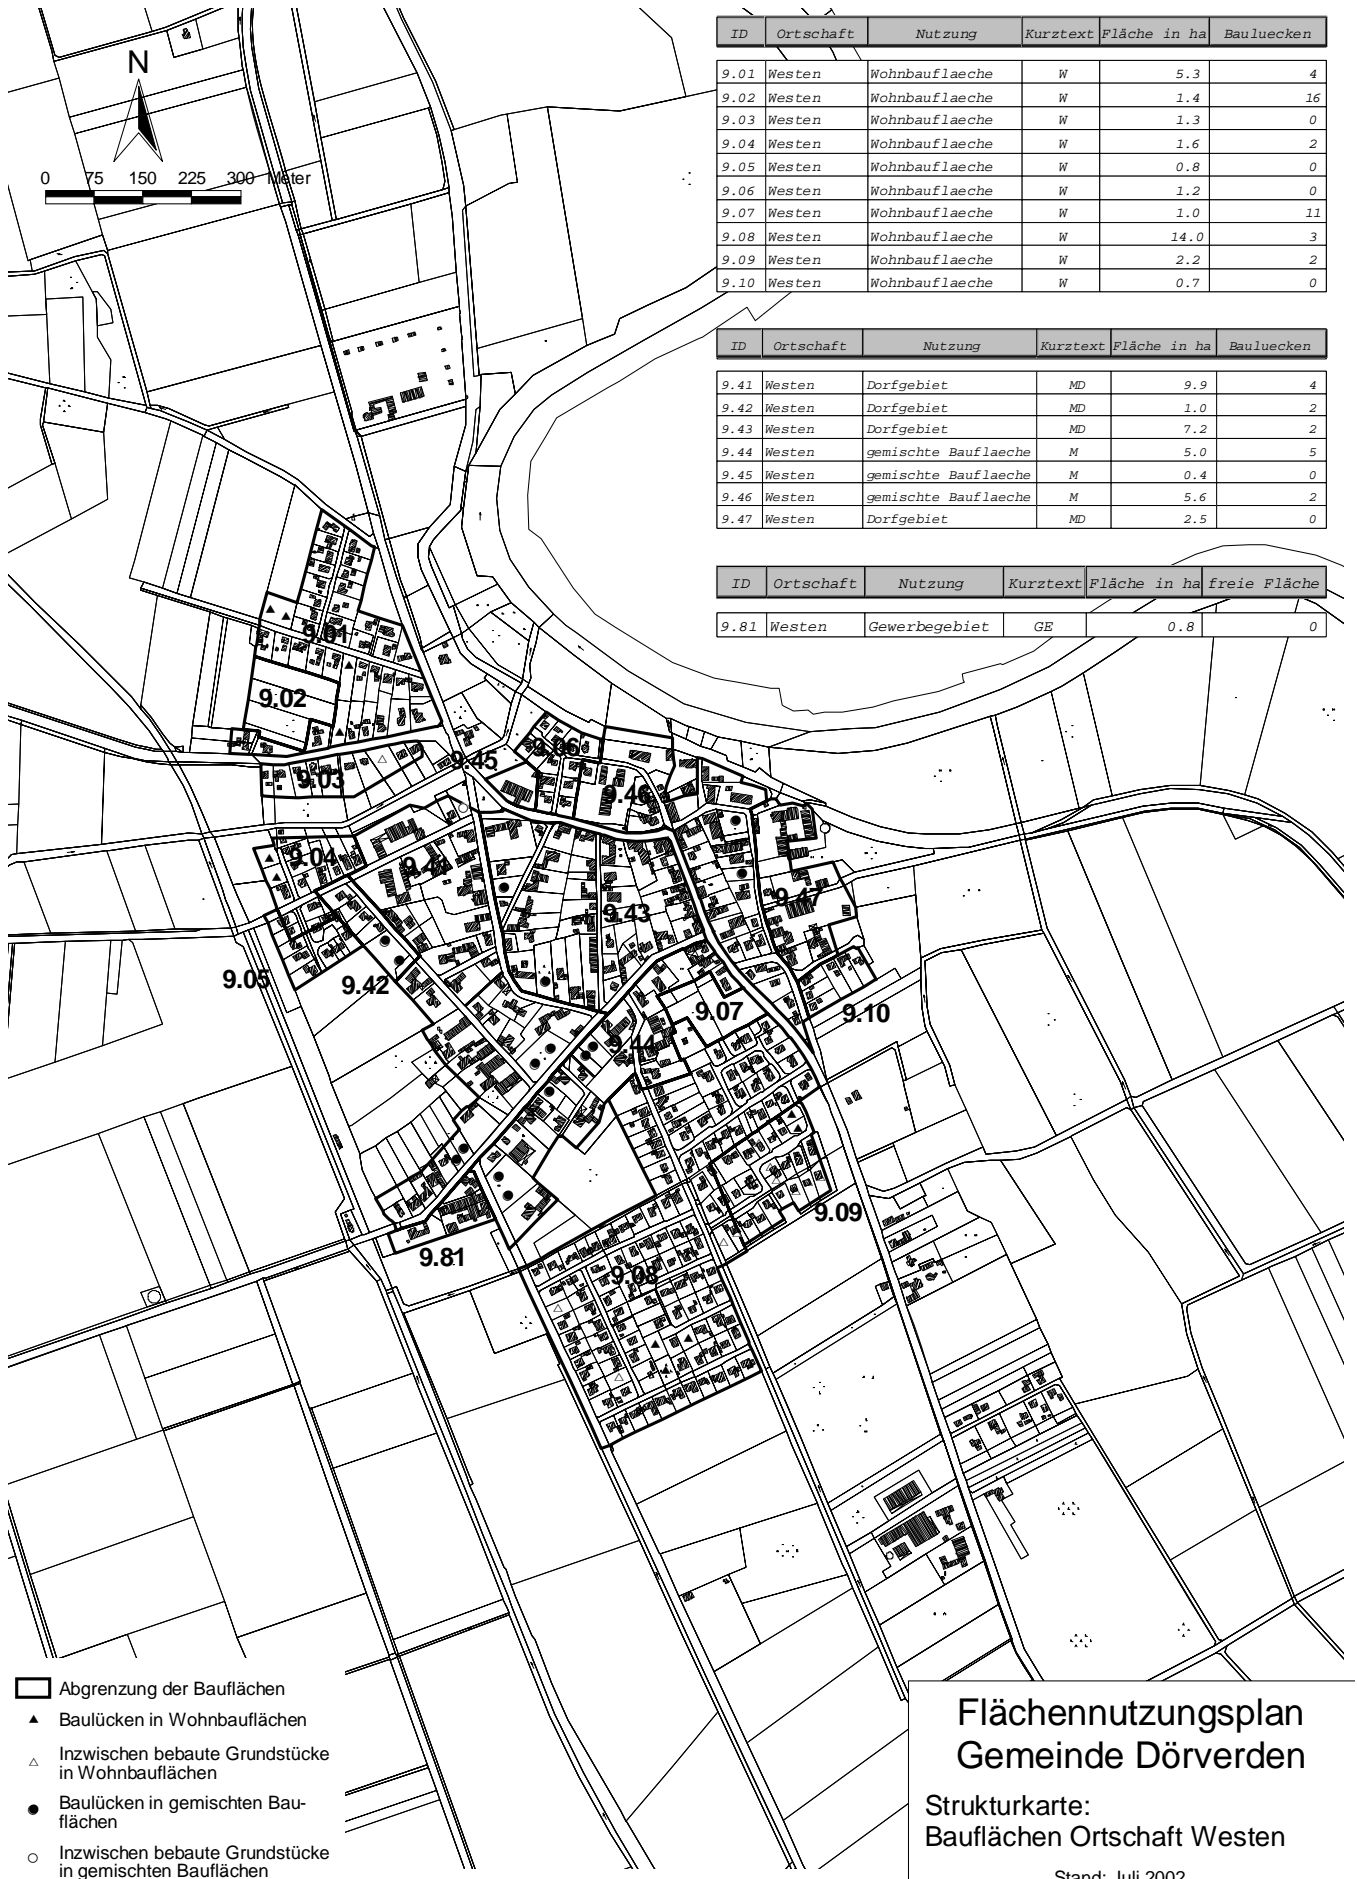 ID Ortschaft Nutzung Kurztext Fläche in ha Bauluecken
9.01 Westen Wohnbauflaeche W 5.3 4
9.02 Westen Wohnbauflaeche W 1.4 16
9.03 Westen Wohnbauflaeche W 1.3 0
9.04 Westen Wohnbauflaeche W 1.6 2
9.05 Westen Wohnbauflaeche W 0.8 0
9.06 Westen Wohnbauflaeche W 1.2 0
9.07 Westen Wohnbauflaeche W 1.0 11
9.08 Westen Wohnbauflaeche W 14.0 3
9.09 Westen Wohnbauflaeche W 2.2 2
9.10 Westen Wohnbauflaeche W 0.7 0
N
0 75 150 225 300 Meter
ID Ortschaft Nutzung Kurztext Fläche in ha Bauluecken
9.41 Westen Dorfgebiet MD 9.9 4
9.42 Westen Dorfgebiet MD 1.0 2
9.43 Westen Dorfgebiet MD 7.2 2
9.44 Westen gemischte Bauflaeche M 5.0 5
9.45 Westen gemischte Bauflaeche M 0.4 0
9.46 Westen gemischte Bauflaeche M 5.6 2
9.47 Westen Dorfgebiet MD 2.5 0
ID Ortschaft Nutzung Kurztext Fläche in ha freie Fläche
9.81 Westen Gewerbegebiet GE 0.8 0
9.01
9.02
9.06
9.45
9.03
9.46
9.04
9.41
9.47
9.43
9.05
9.42
9.07
9.10
9.44
9.09
9.81
9.08
Abgrenzung der Bauflächen
Baulücken in Wohnbauflächen
Inzwischen bebaute Grundstücke
in Wohnbauflächen
Baulücken in gemischten Bau-
flächen
Inzwischen bebaute Grundstücke
in gemischten Bauflächen
Flächennutzungsplan
Gemeinde Dörverden
Strukturkarte:
Bauflächen Ortschaft Westen
Stand: Juli 2002